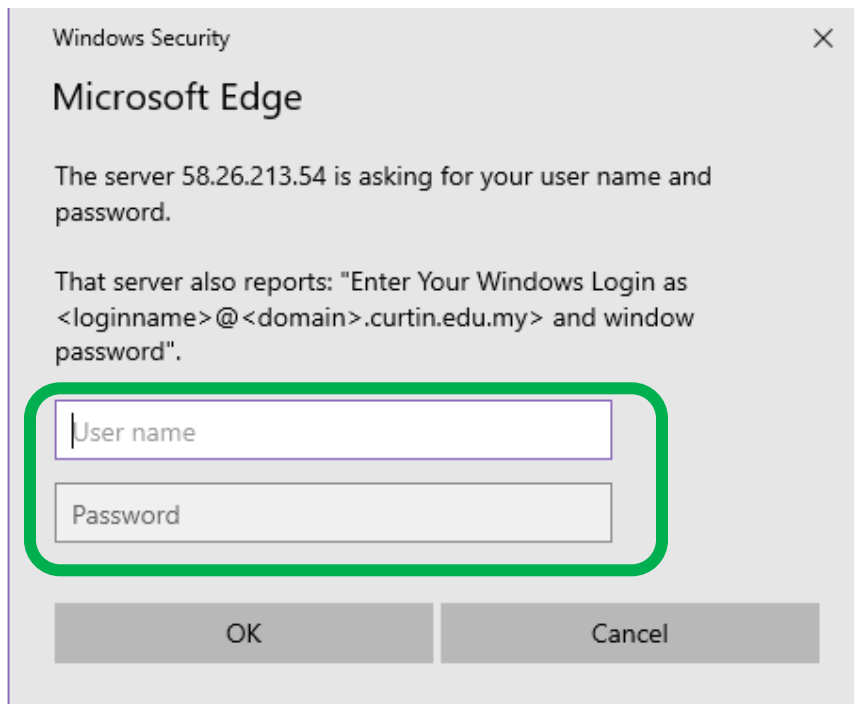 Windows Security
Microsoft Edge
The server 58.26.213.54 is asking for your user name and
password.
That server also reports: "Enter Your Windows Login as
<loginname>@<domain>.curtin.edu.my> and window
password".
User name
Password
OK
Cancel